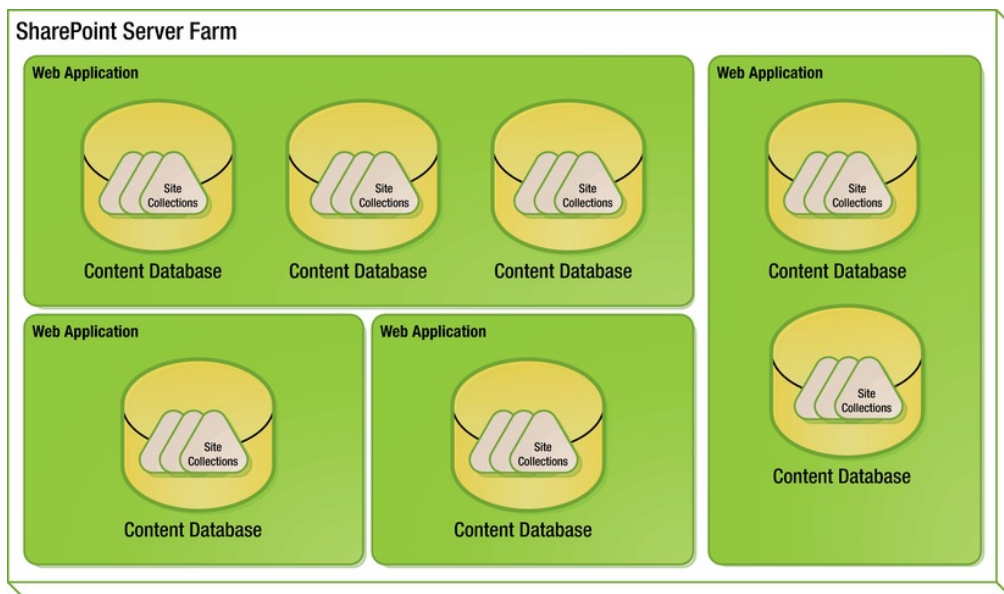 SharePoint Server Farm
Web Application
Site
Collections
Content Database
Site
Collections
Content Database
Site
Collections
Content Database
Web Application
Site
Collections
Content Database
Site
Collections
Content Database
Web Application
Site
Collections
Content Database
Web Application
Site
Collections
Content Database